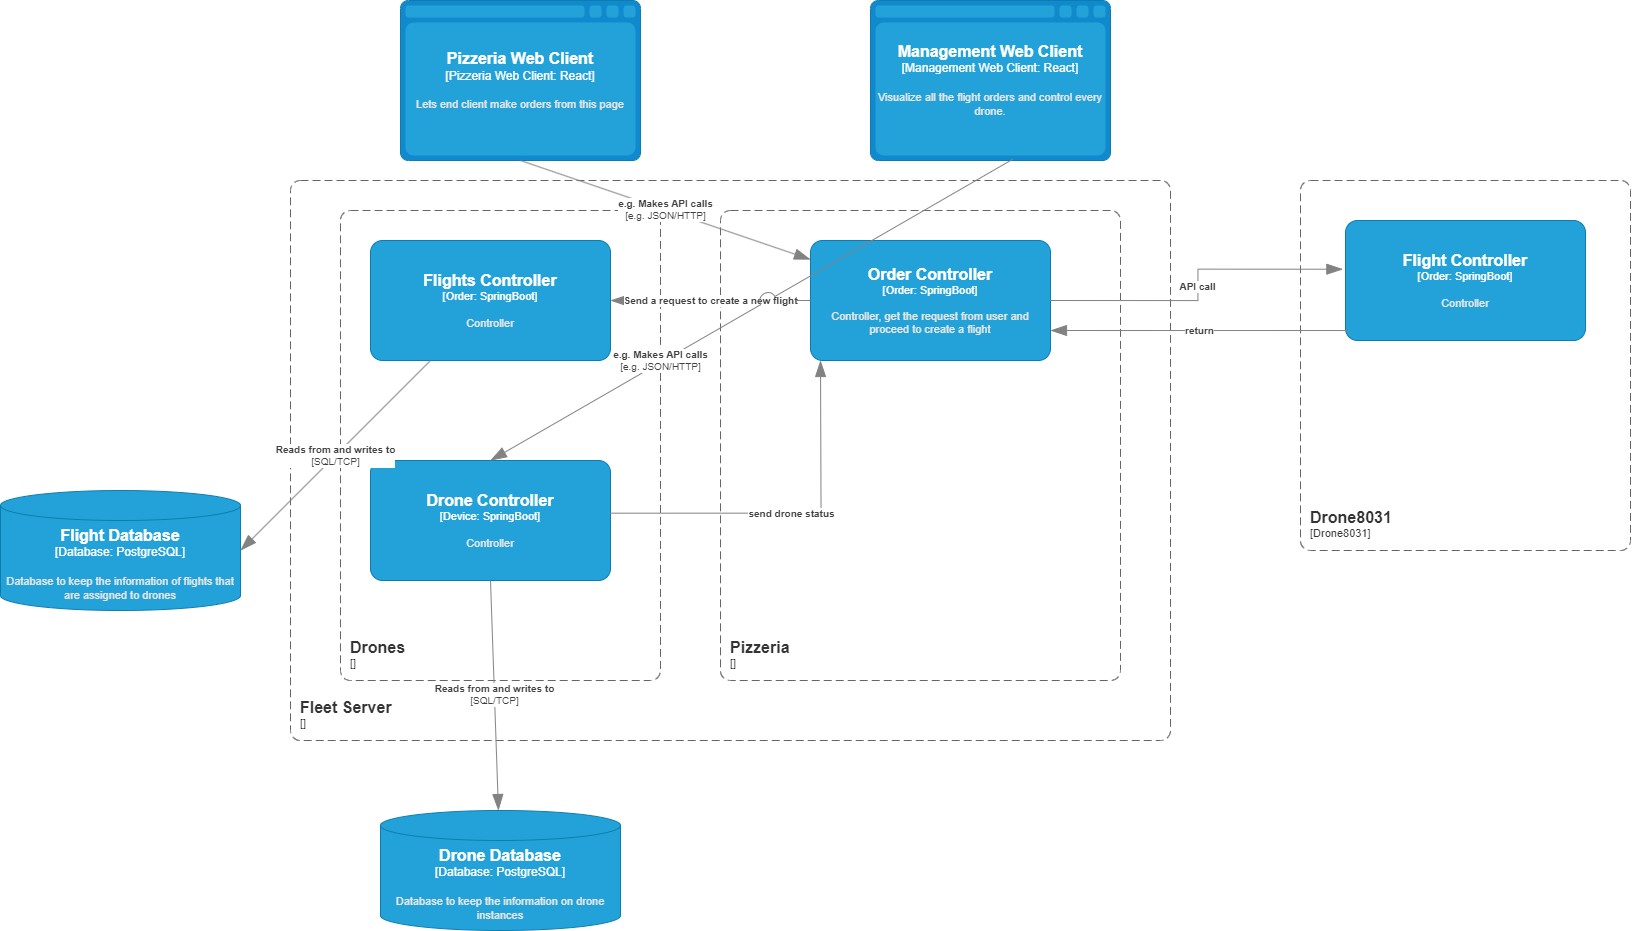 Pizzeria Web Client
[Pizzeria Web Client: React]
Lets end client make orders from this page
Management Web Client
[Management Web Client: React]
Visualize all the flight orders and control every
drone.
e.g. Makes API calls
[e.g. JSON/HTTP]
Flights Controller
[Order: SpringBoot]
Controller
Send a request to create a new flight
Order Controller
[Order: SpringBoot]
Controller, get the request from user and
proceed to create a flight
API call
return
Flight Controller
[Order: SpringBoot]
Controller
e.g. Makes API calls
[e.g. JSON/HTTP]
Reads from and writes to
[SQL/TCP]
Drone Controller
[Device: SpringBoot]
Controller
send drone status
Drone8031
[Drone8031]
Flight Database
[Database: PostgreSQL]
Database to keep the information of flights that
are assigned to drones
Drones
[]
Pizzeria
[]
Reads from and writes to
[SQL/TCP]
Fleet Server
[]
Drone Database
[Database: PostgreSQL]
Database to keep the information on drone
instances